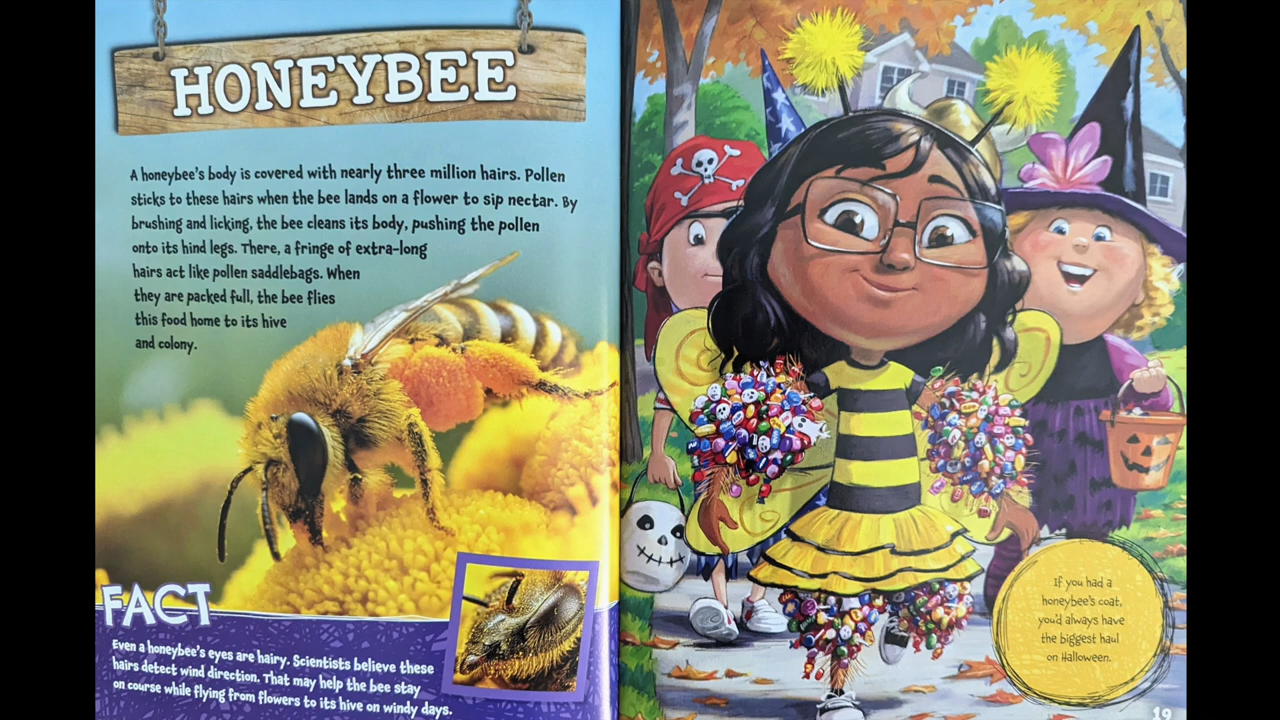 HONEYBEE
A honeybee's body is covered with nearly three million hairs. Pollen
sticks to these hairs when the bee lands on a flower to sip nectar. By
brushing and licking, the bee cleans its body, pushing the pollen
onto its hind legs. There, a fringe of extra-long
hairs act like pollen saddlebags. When
they are packed full, the bee flies
this food home to its hive
and colony.
FACT
Even a honeybee's eyes are hairy. Scientists believe these
hairs detect wind direction. That may help the bee stay
on course while flying from flowers to its hive on windy days.
If you had a
honeybee's coat,
you'd always have
the biggest haul
on Halloween.
19